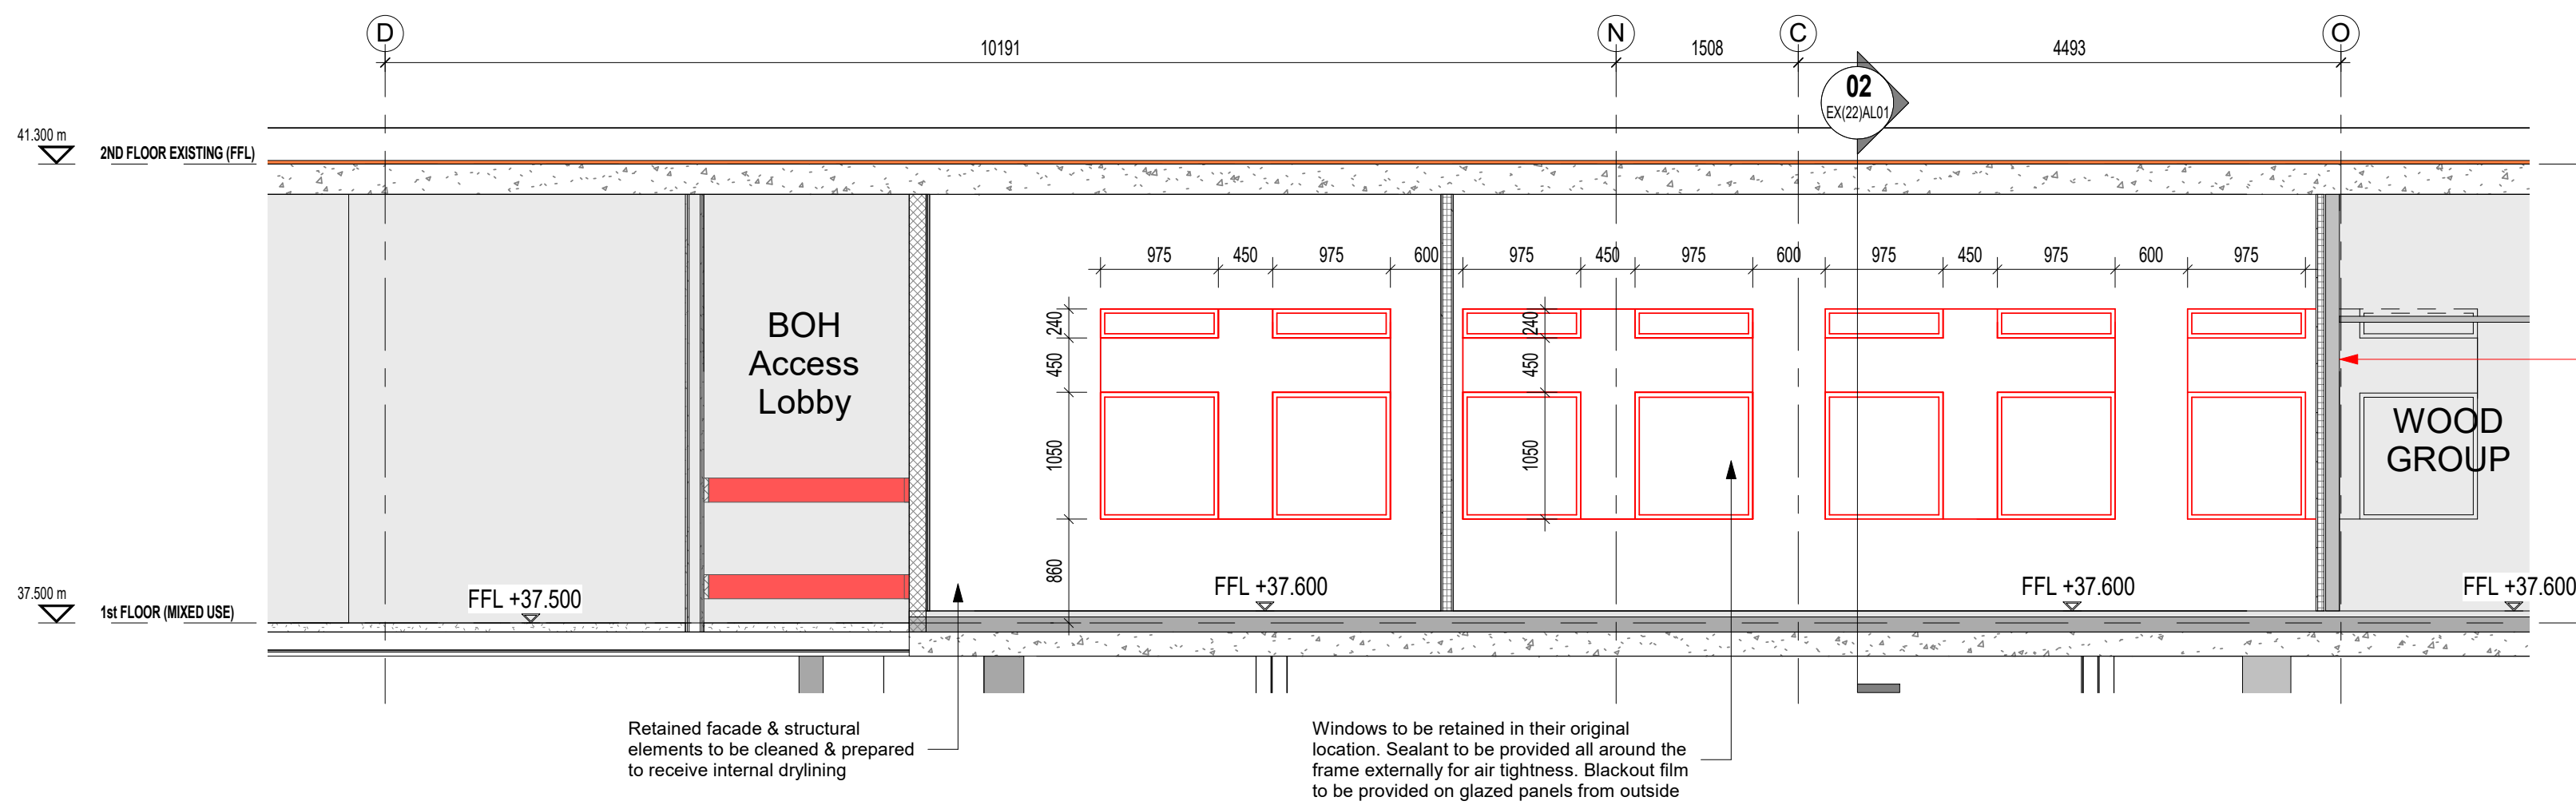 D
N
C
O
10191
1508
4493
02
EX(22)AL01
41.300 m
2ND FLOOR EXISTING (FFL)
975
450
975
600
975
450
975
600
975
450
975
600
975
240
450
1050
860
240
450
1050
BOH
Access
Lobby
WOOD
GROUP
37.500 m
1st FLOOR (MIXED USE)
FFL +37.500
FFL +37.600
FFL +37.600
FFL +37.600
Retained facade & structural
elements to be cleaned & prepared
to receive internal drylining
Windows to be retained in their original
location. Sealant to be provided all around the
frame externally for air tightness. Blackout film
to be provided on glazed panels from outside